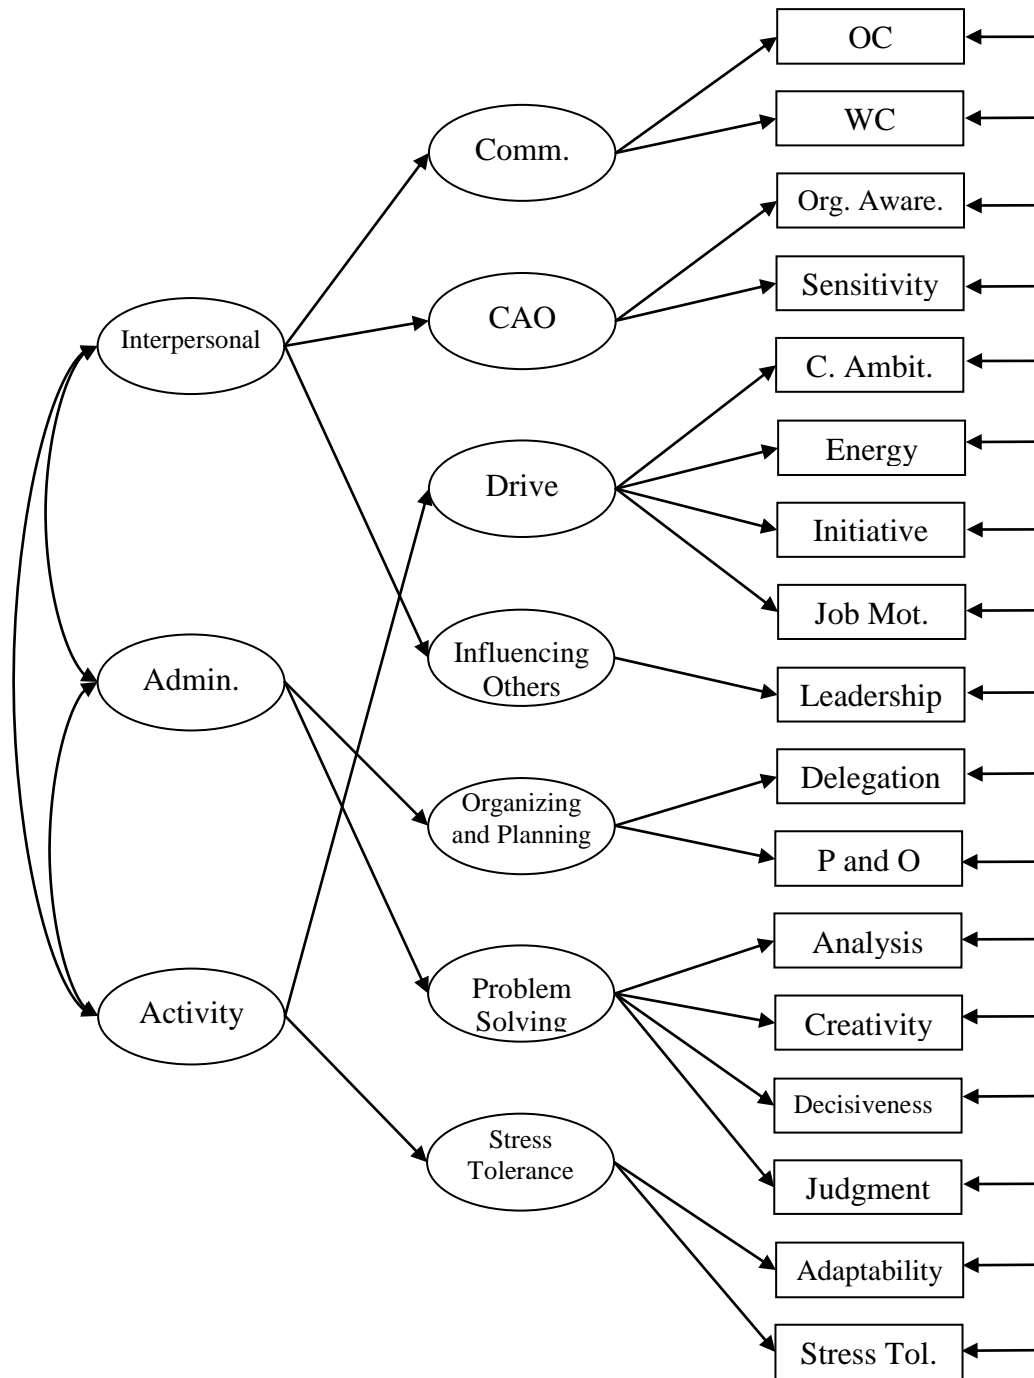 OC
WC
Comm.
Org. Aware.
Sensitivity
CAO
Interpersonal
C. Ambit.
Energy
Drive
Initiative
Job Mot.
Influencing
Others
Admin.
Leadership
Delegation
Organizing
and Planning
P and O
Analysis
Problem
Solving
Activity
Creativity
Decisiveness
Stress
Tolerance
Judgment
Adaptability
Stress Tol.